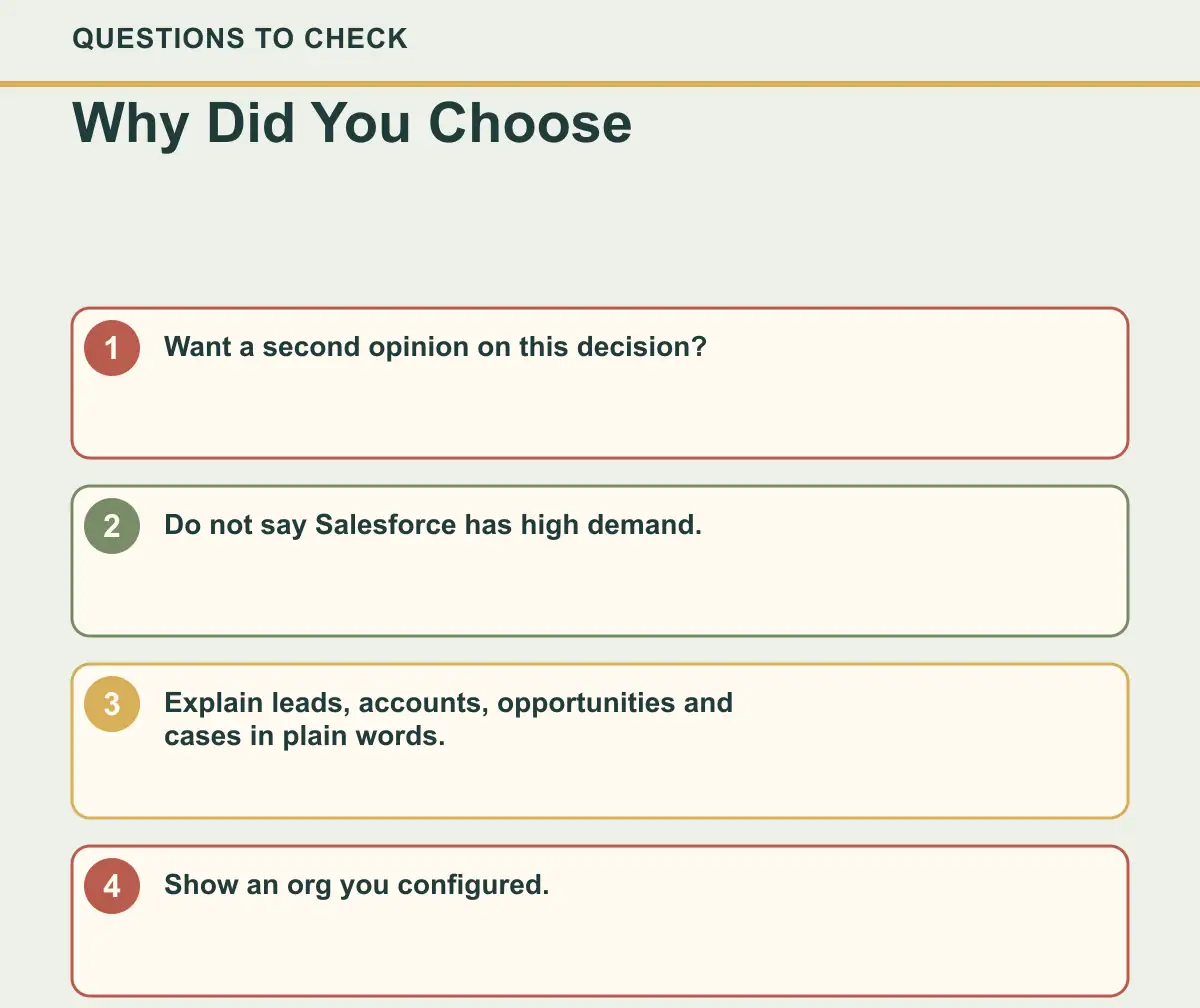 QUESTIONS TO CHECK
Why Did You Choose
1
Want a second opinion on this decision?
2
Do not say Salesforce has high demand.
3
Explain leads, accounts, opportunities and
cases in plain words.
4
Show an org you configured.